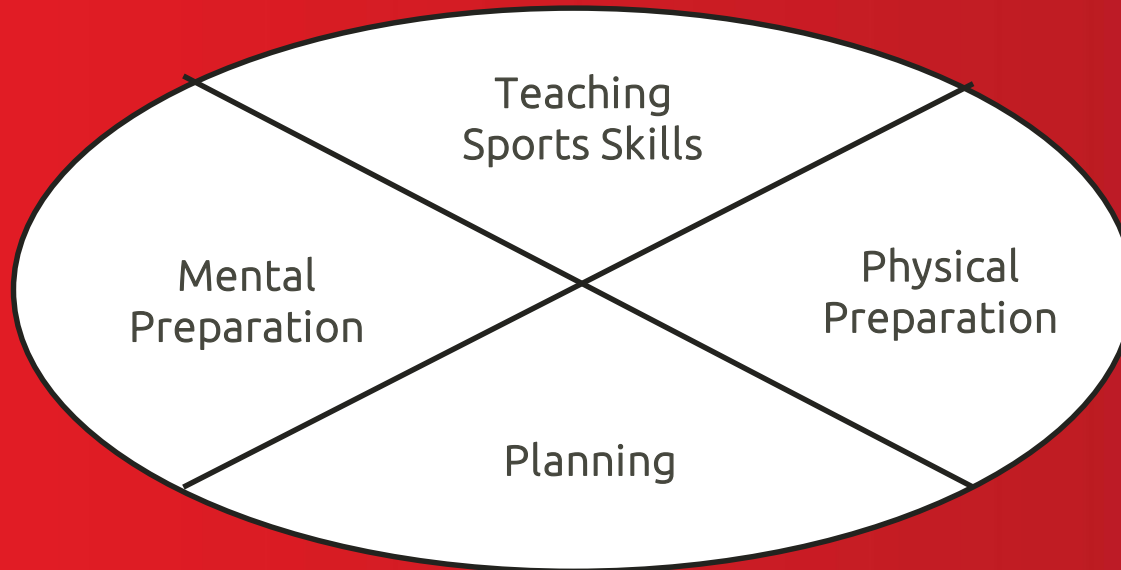 Teaching
Sports Skills
Mental
Preparation
Physical
Preparation
Planning